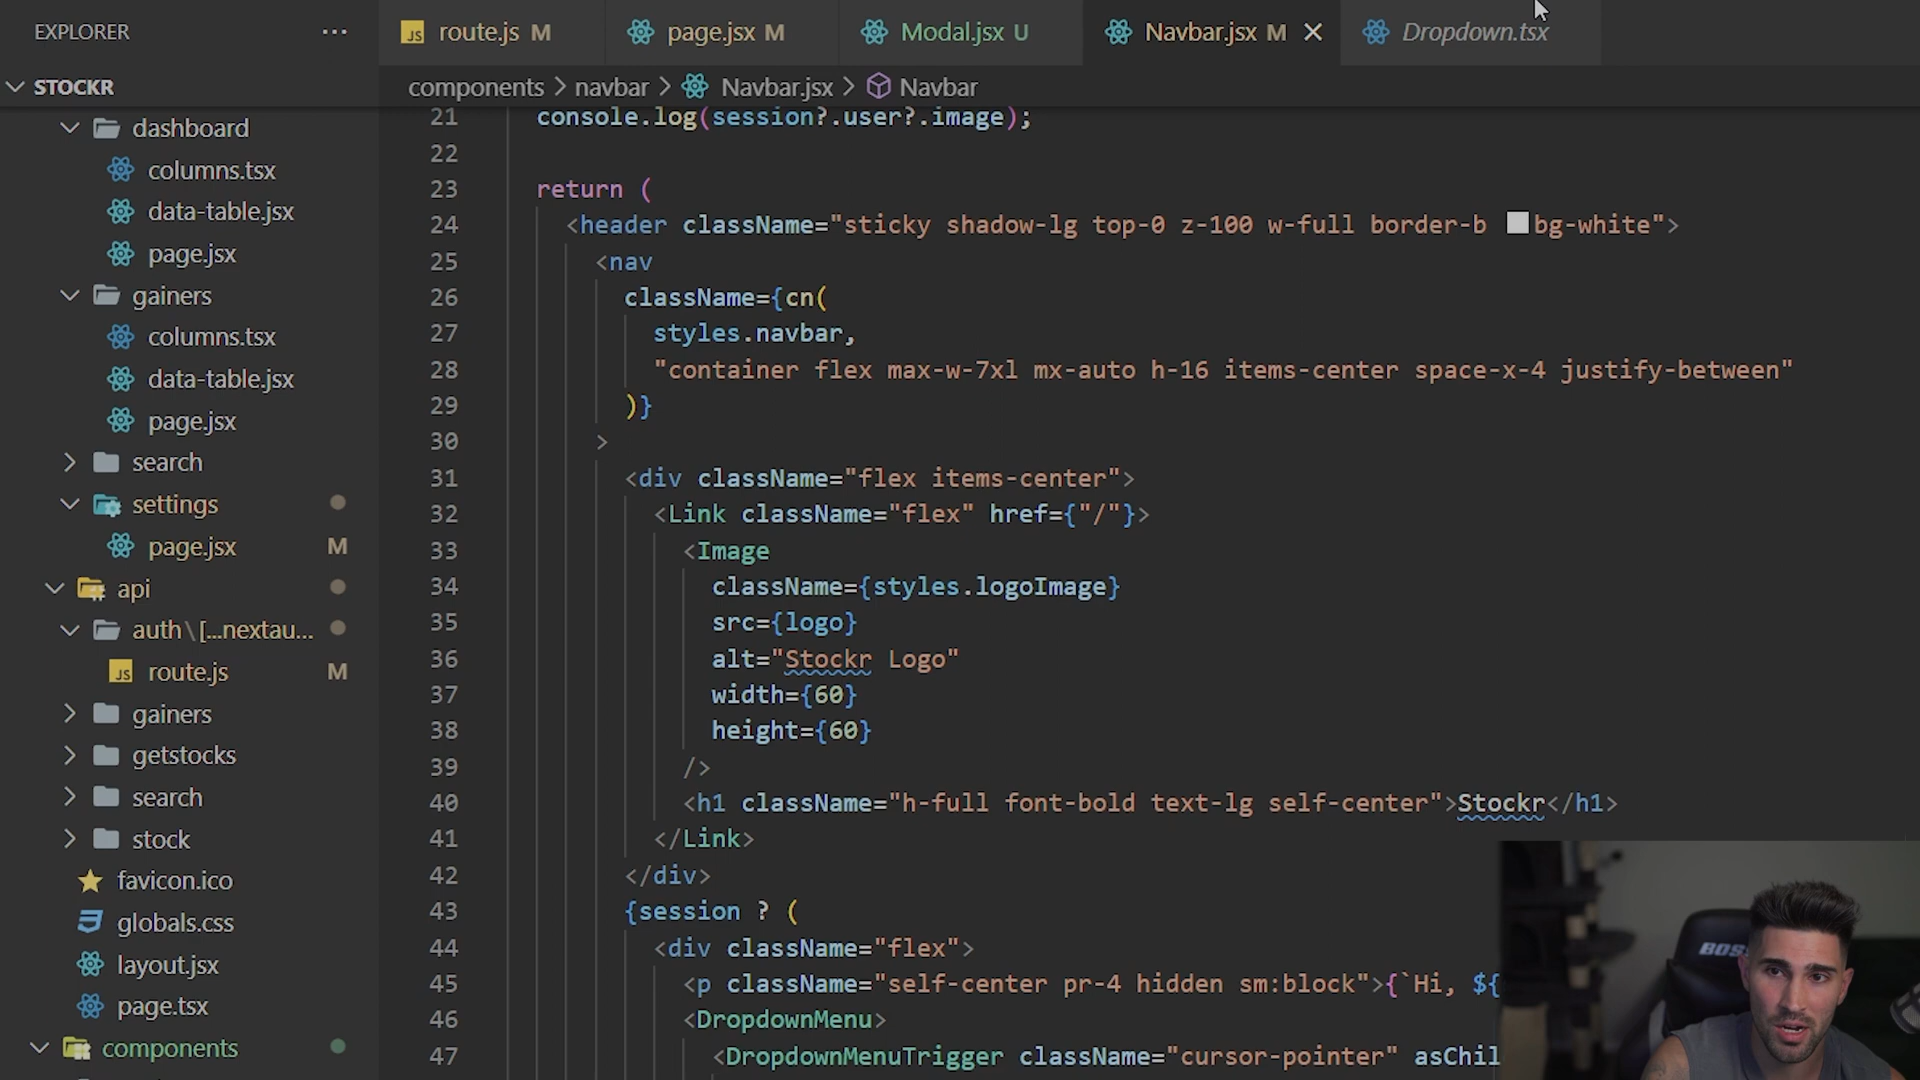 EXPLORER
STOCKR
dashboard
columns.tsx
data-table.jsx
page.jsx
gainers
columns.tsx
data-table.jsx
page.jsx
search
settings
page.jsx M
api
auth\[...nextau...
route.js M
gainers
getstocks
search
stock
favicon.ico
globals.css
layout.jsx
page.tsx
components
JS route.js M
page.jsx M
Modal.jsx U
Navbar.jsx M
Dropdown.tsx
components > navbar > Navbar.jsx > Navbar
21 console.log(session?.user?.image);
22
23 return (
24 <header className="sticky shadow-lg top-0 z-100 w-full border-b bg-white">
25 <nav
26 className={cn(
27 styles.navbar,
28 "container flex max-w-7xl mx-auto h-16 items-center space-x-4 justify-between"
29 )}
30 >
31 <div className="flex items-center">
32 <Link className="flex" href={"/"}>
33 <Image
34 className={styles.logoImage}
35 src={logo}
36 alt="Stockr Logo"
37 width={60}
38 height={60}
39 />
40 <h1 className="h-full font-bold text-lg self-center">Stockr</h1>
41 </Link>
42 </div>
43 {session ? (
44 <div className="flex">
45 <p className="self-center pr-4 hidden sm:block">{`Hi, ${
46 <DropdownMenu>
47 <DropdownMenuTrigger className="cursor-pointer" asChil